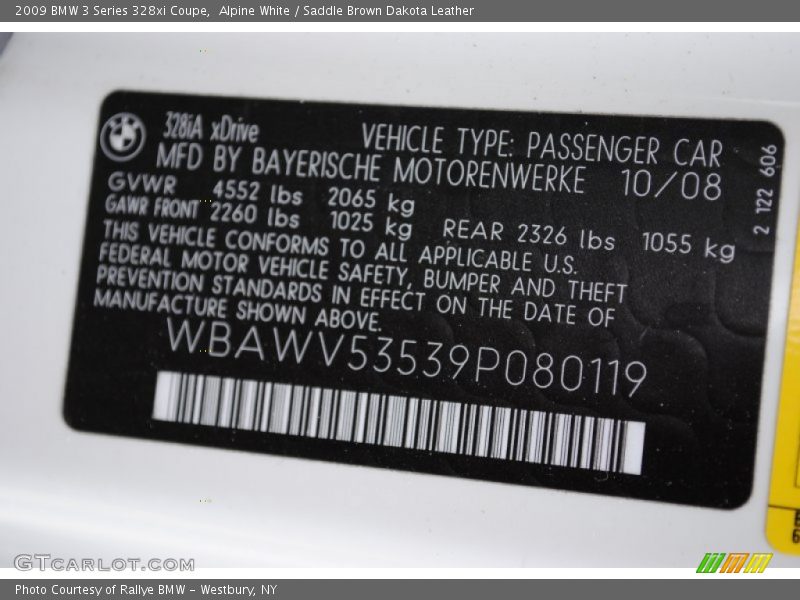 2009 BMW 3 Series 328xi Coupe, Alpine White / Saddle Brown Dakota Leather
328iA xDrive
VEHICLE TYPE: PASSENGER CAR
MFD BY BAYERISCHE MOTORENWERKE 10/08
GVWR 4552 lbs 2065 kg
GAWR FRONT 2260 lbs 1025 kg REAR 2326 lbs 1055 kg
THIS VEHICLE CONFORMS TO ALL APPLICABLE U.S.
FEDERAL MOTOR VEHICLE SAFETY, BUMPER AND THEFT
PREVENTION STANDARDS IN EFFECT ON THE DATE OF
MANUFACTURE SHOWN ABOVE.
WBAWV53539P080119
2 122 606
GTCARLOT.COM
Photo Courtesy of Rallye BMW - Westbury, NY